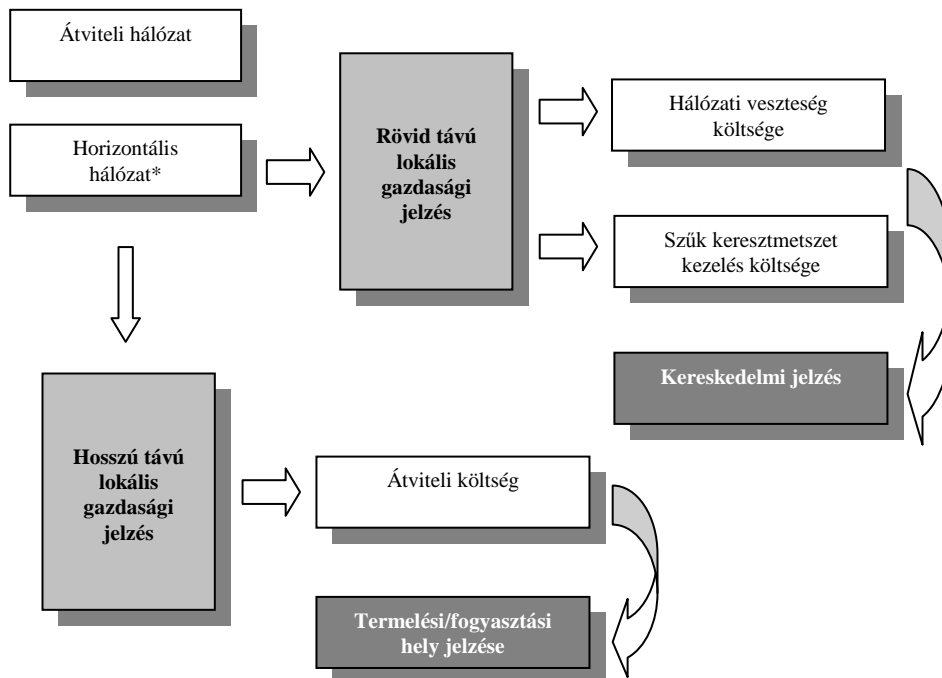 Átviteli hálózat
Horizontális
hálózat*
Rövid távú
lokális
gazdasági
jelzés
Hálózati veszteség
költsége
Szűk keresztmetszet
kezelés költsége
Kereskedelmi jelzés
Hosszú távú
lokális
gazdasági
jelzés
Átviteli költség
Termelési/fogyasztási
hely jelzése